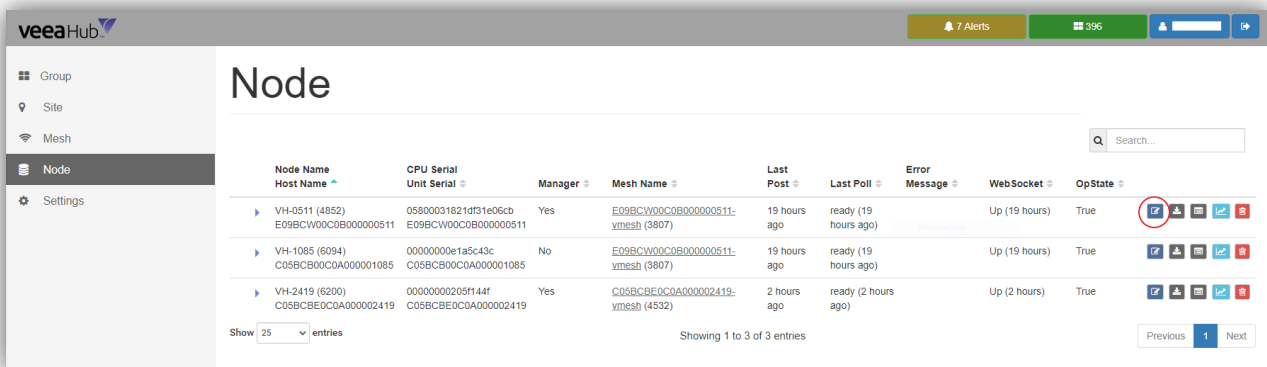 veeaHub
7 Alerts
396
Group
Site
Mesh
Node
Settings
Node
Search...
Node Name
Host Name
CPU Serial
Unit Serial
Manager
Mesh Name
Last
Post
Last Poll
Error
Message
WebSocket
OpState
VH-0511 (4852)
E09BCW00C0B000000511
05800031821df31e06cb
E09BCW00C0B000000511
Yes
E09BCW00C0B000000511-
vmesh (3807)
19 hours
ago
ready (19
hours ago)
Up (19 hours)
True
VH-1085 (6094)
C05BCB00C0A000001085
00000000e1a5c43c
C05BCB00C0A000001085
No
E09BCW00C0B000000511-
vmesh (3807)
19 hours
ago
ready (19
hours ago)
Up (19 hours)
True
VH-2419 (6200)
C05BCBE0C0A000002419
00000000205f144f
C05BCBE0C0A000002419
Yes
C05BCBE0C0A000002419-
vmesh (4532)
2 hours
ago
ready (2 hours
ago)
Up (2 hours)
True
Show 25 entries
Showing 1 to 3 of 3 entries
Previous 1 Next